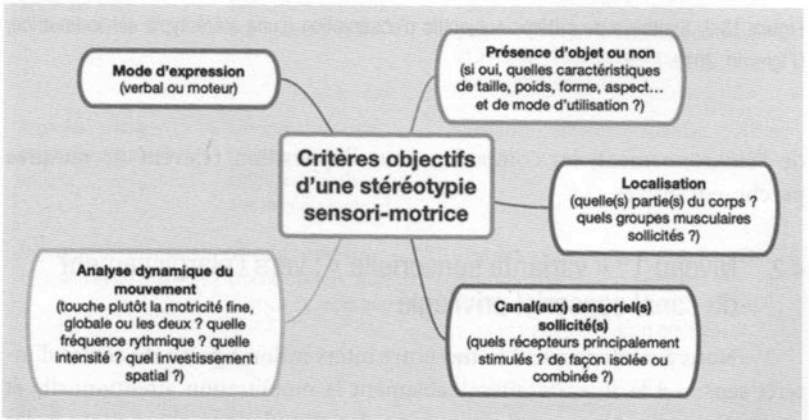 Mode d'expression
(verbal ou moteur)
Présence d'objet ou non
(si oui, quelles caractéristiques
de taille, poids, forme, aspect…
et de mode d'utilisation ?)
Critères objectifs
d'une stéréotypie
sensori-motrice
Localisation
(quelle(s) partie(s) du corps ?
quels groupes musculaires
sollicités ?)
Analyse dynamique du
mouvement
(touche plutôt la motricité fine,
globale ou les deux ? quelle
fréquence rythmique ? quelle
intensité ? quel investissement
spatial ?)
Canal(aux) sensoriel(s)
sollicité(s)
(quels récepteurs principalement
stimulés ? de façon isolée ou
combinée ?)